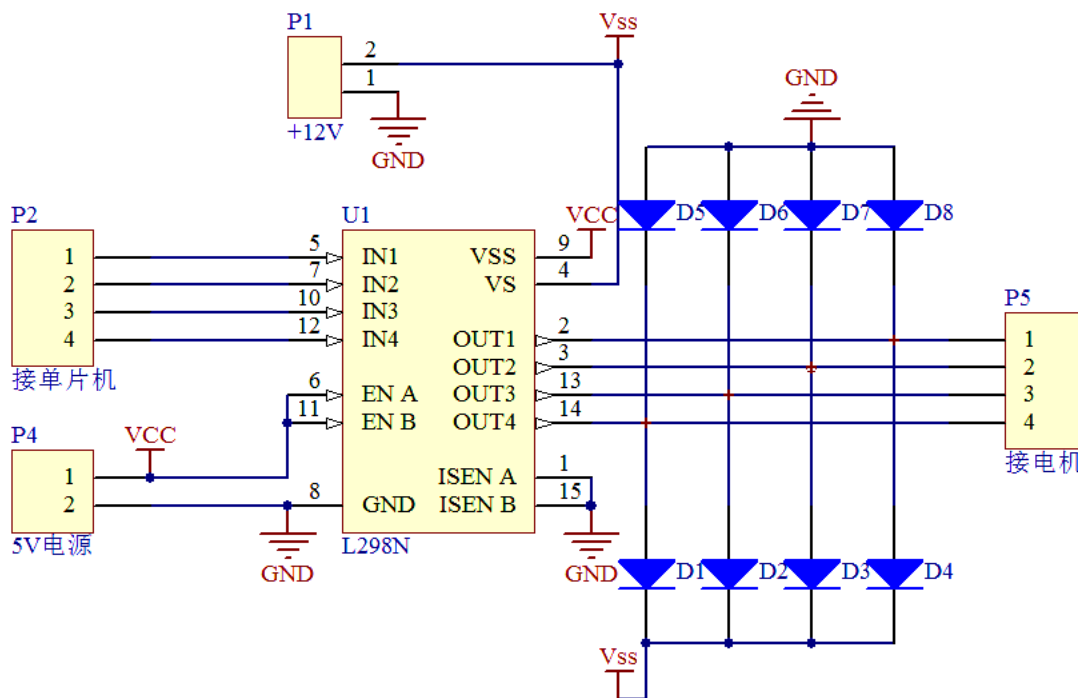 Vss
P1
2
1
+12V
GND
GND
P2
1
2
3
4
接单片机
5
7
10
12
U1
IN1
IN2
IN3
IN4
EN A
EN B
GND
6
11
8
VSS
VS
OUT1
OUT2
OUT3
OUT4
ISEN A
ISEN B
L298N
VCC
9
4
2
3
13
14
1
15
GND
D5
D6
D7
D8
P5
1
2
3
4
接电机
P4
1
2
5V电源
VCC
GND
D1
D2
D3
D4
Vss